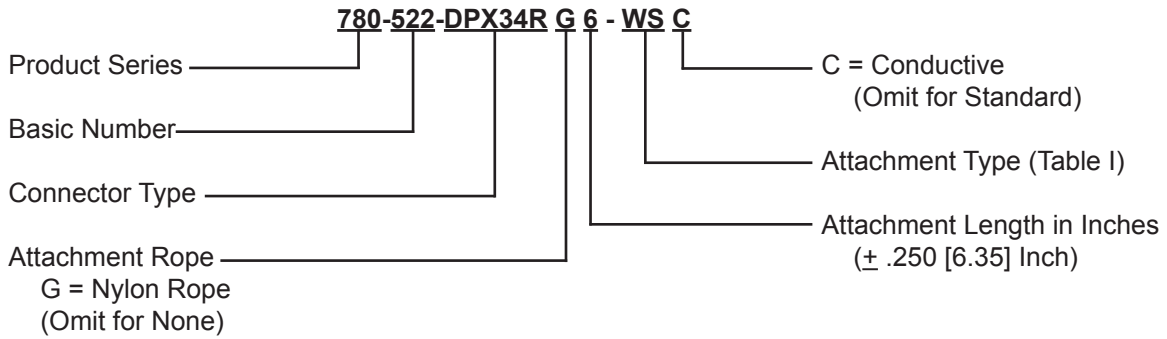 780-522-DPX34R G 6 - WS C
Product Series
Basic Number
Connector Type
Attachment Rope
G = Nylon Rope
(Omit for None)
C = Conductive
(Omit for Standard)
Attachment Type (Table I)
Attachment Length in Inches
(± .250 [6.35] Inch)